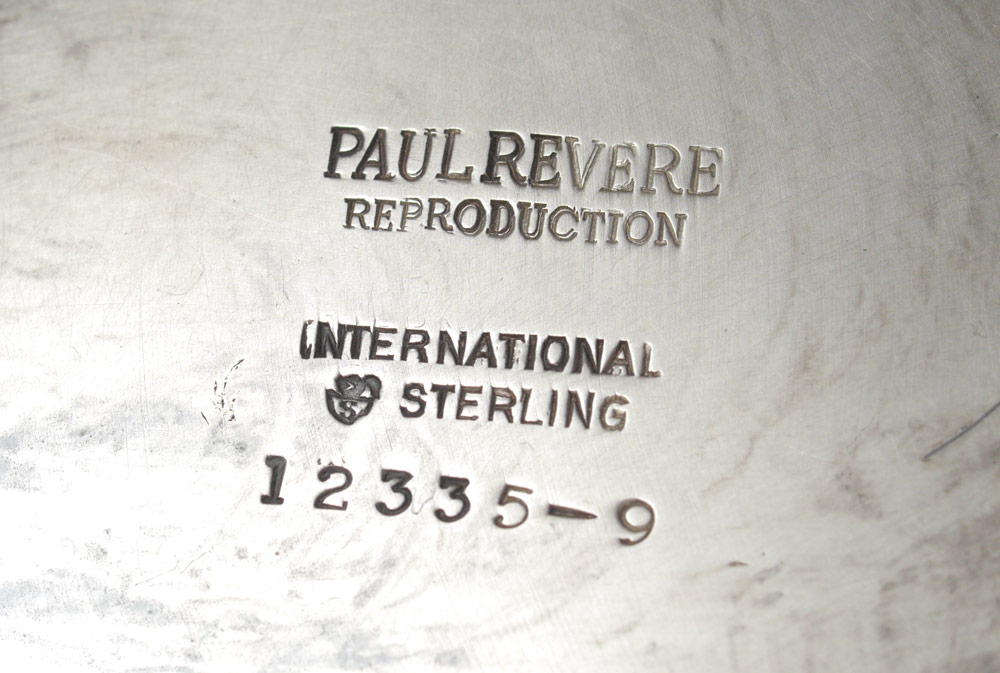 PAUL REVERE
REPRODUCTION
INTERNATIONAL
S STERLING
12335-9